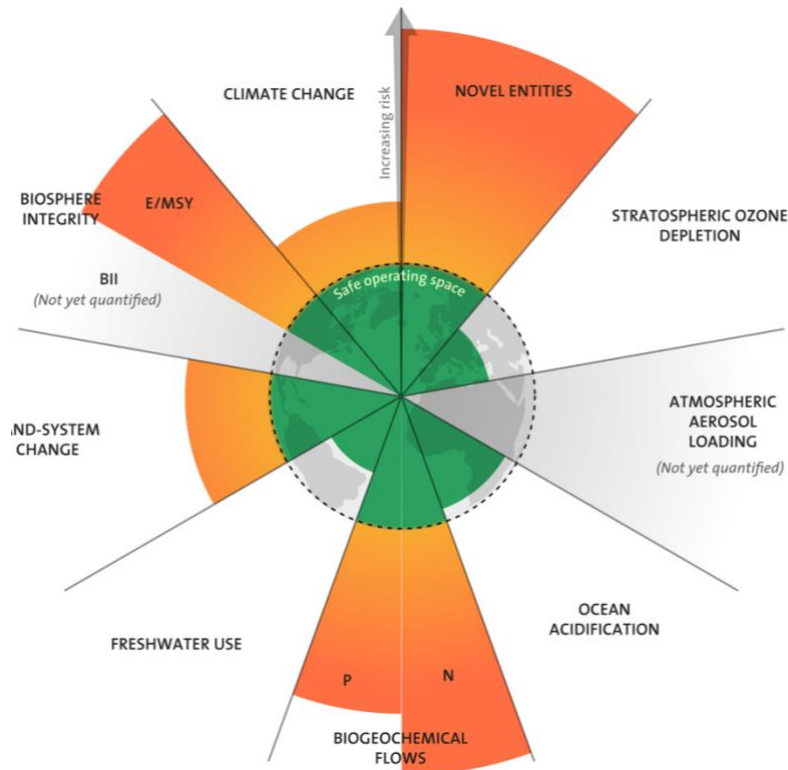 CLIMATE CHANGE
Increasing risk
NOVEL ENTITIES
BIOSPHERE
INTEGRITY
E/MSY
STRATOSPHERIC OZONE
DEPLETION
BII
(Not yet quantified)
Safe operating space
ATMOSPHERIC
AEROSOL
LOADING
(Not yet quantified)
ND-SYSTEM
CHANGE
OCEAN
ACIDIFICATION
FRESHWATER USE
P
N
BIOGEOCHEMICAL
FLOWS